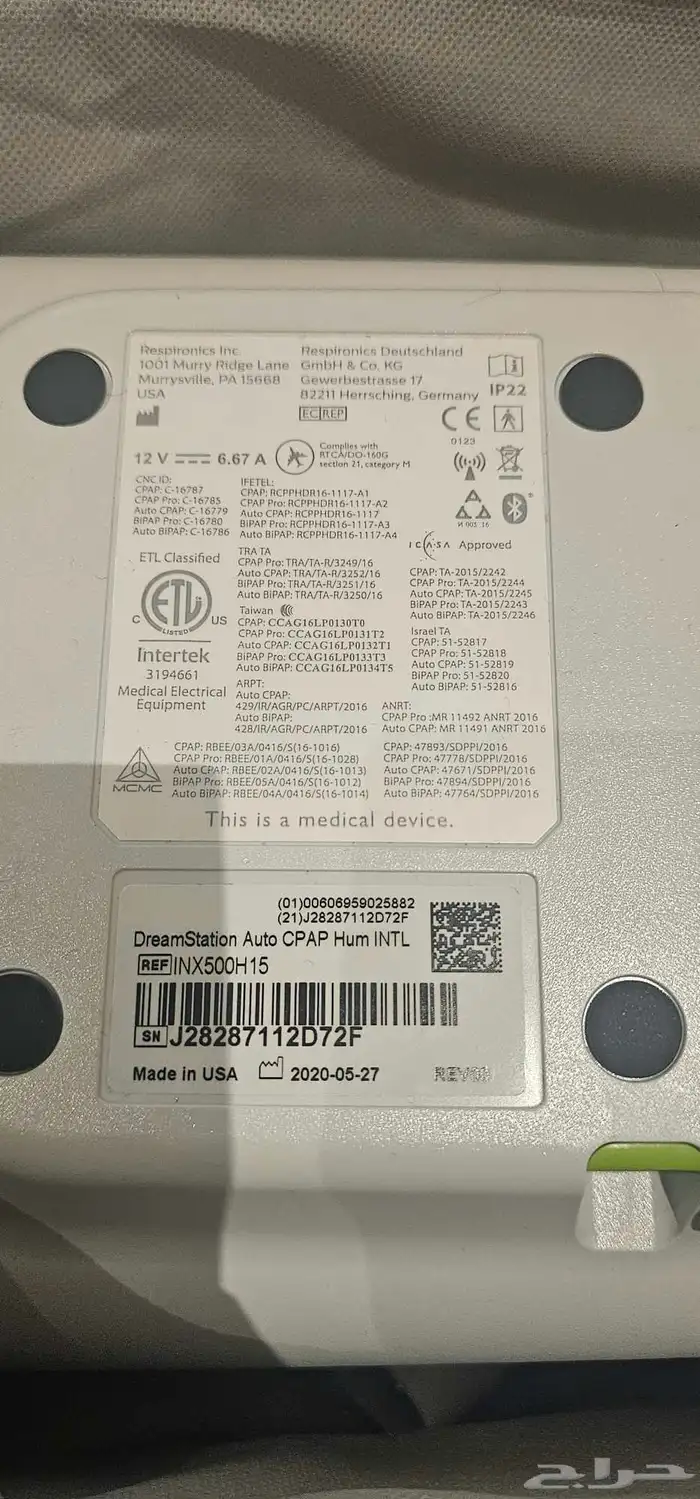 Respironics Inc.
1001 Murry Ridge Lane
Murrysville, PA 15668
USA
Respironics Deutschland
GmbH & Co. KG
Gewerbestrasse 17
82211 Herrsching, Germany
EC REP
IP22
CE
0123
12 V 6.67 A
Complies with
RTCA/DO-160G
section 21, category M
CNC ID:
CPAP: C-16787
CPAP Pro: C-16785
Auto CPAP: C-16779
BiPAP Pro: C-16780
Auto BiPAP: C-16786
IFETEL:
CPAP: RCPPHDR16-1117-A1
CPAP Pro: RCPPHDR16-1117-A2
Auto CPAP: RCPPHDR16-1117
BiPAP Pro: RCPPHDR16-1117-A3
Auto BiPAP: RCPPHDR16-1117-A4
И 005 16
ETL Classified
ETL
C US
LISTED
Intertek
3194661
Medical Electrical
Equipment
TRA TA
CPAP Pro: TRA/TA-R/3249/16
Auto CPAP: TRA/TA-R/3252/16
BiPAP Pro: TRA/TA-R/3251/16
Auto BiPAP: TRA/TA-R/3250/16
ICASA Approved
CPAP: TA-2015/2242
CPAP Pro: TA-2015/2244
Auto CPAP: TA-2015/2245
BiPAP Pro: TA-2015/2243
Auto BiPAP: TA-2015/2246
Taiwan
CPAP: CCAG16LP0130T0
CPAP Pro: CCAG16LP0131T2
Auto CPAP: CCAG16LP0132T1
BiPAP Pro: CCAG16LP0133T3
Auto BiPAP: CCAG16LP0134T5
Israel TA
CPAP: 51-52817
CPAP Pro: 51-52818
Auto CPAP: 51-52819
BiPAP Pro: 51-52820
Auto BiPAP: 51-52816
ARPT:
Auto CPAP:
429/IR/AGR/PC/ARPT/2016
Auto BiPAP:
428/IR/AGR/PC/ARPT/2016
ANRT:
CPAP Pro :MR 11492 ANRT 2016
Auto CPAP: MR 11491 ANRT 2016
MCMC
CPAP: RBEE/03A/0416/S(16-1016)
CPAP Pro: RBEE/01A/0416/S(16-1028)
Auto CPAP: RBEE/02A/0416/S(16-1013)
BiPAP Pro: RBEE/05A/0416/S(16-1012)
Auto BiPAP: RBEE/04A/0416/S(16-1014)
CPAP: 47893/SDPPI/2016
CPAP Pro: 47778/SDPPI/2016
Auto CPAP: 47671/SDPPI/2016
BiPAP Pro: 47894/SDPPI/2016
Auto BiPAP: 47764/SDPPI/2016
This is a medical device.
(01)00606959025882
(21)J28287112D72F
DreamStation Auto CPAP Hum INTL
REF INX500H15
SN J28287112D72F
Made in USA 2020-05-27
حراج